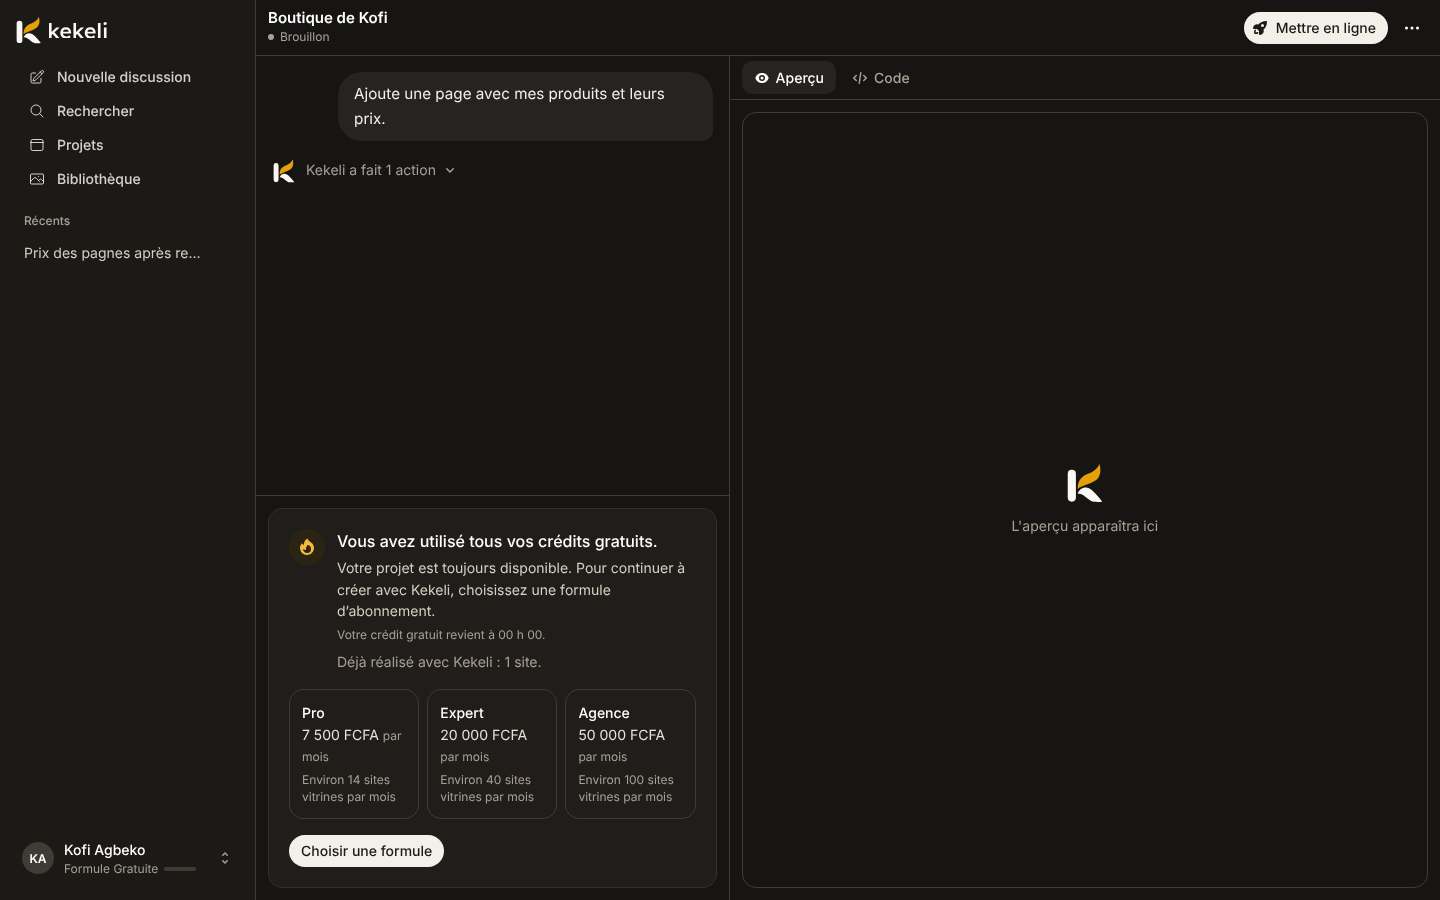 kekeli
Nouvelle discussion
Rechercher
Projets
Bibliothèque
Récents
Prix des pagnes après re...
KA
Kofi Agbeko
Formule Gratuite
Boutique de Kofi
Brouillon
Mettre en ligne
Ajoute une page avec mes produits et leurs
prix.
Kekeli a fait 1 action
Vous avez utilisé tous vos crédits gratuits.
Votre projet est toujours disponible. Pour continuer à
créer avec Kekeli, choisissez une formule
d’abonnement.
Votre crédit gratuit revient à 00 h 00.
Déjà réalisé avec Kekeli : 1 site.
Pro
7 500 FCFA par
mois
Environ 14 sites
vitrines par mois
Expert
20 000 FCFA
par mois
Environ 40 sites
vitrines par mois
Agence
50 000 FCFA
par mois
Environ 100 sites
vitrines par mois
Choisir une formule
Aperçu
Code
L'aperçu apparaîtra ici